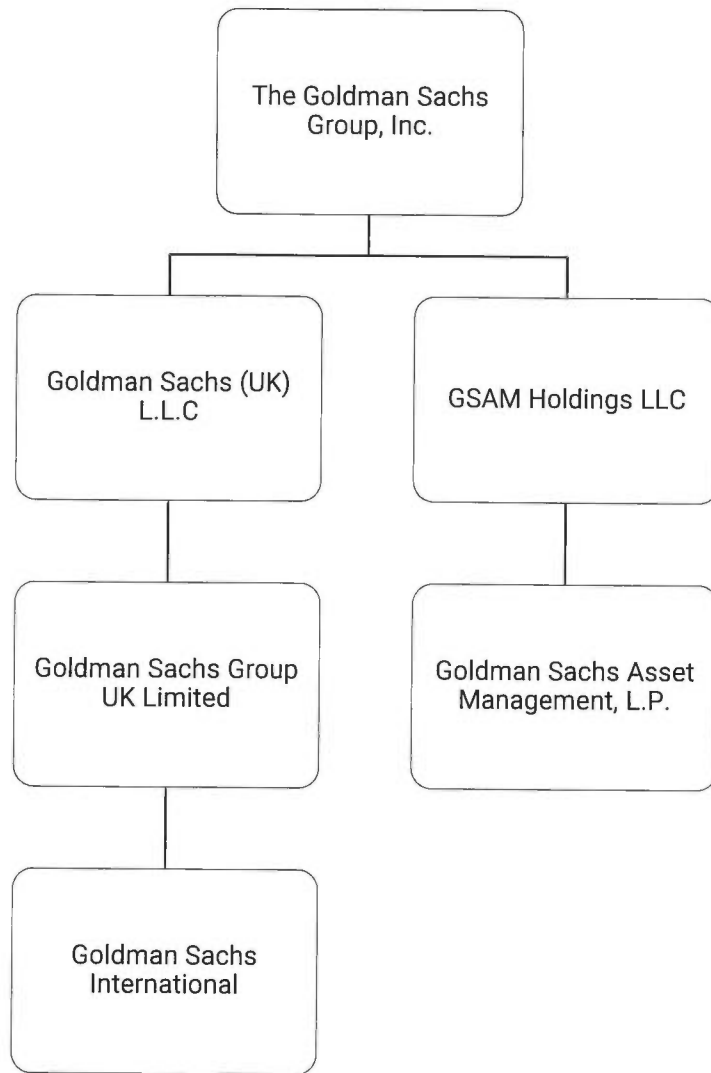 The Goldman Sachs
Group, Inc.
Goldman Sachs (UK)
L.L.C
GSAM Holdings LLC
Goldman Sachs Group
UK Limited
Goldman Sachs Asset
Management, L.P.
Goldman Sachs
International